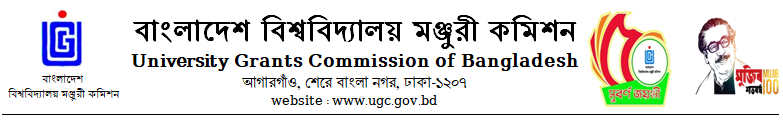 বাংলাদেশ বিশ্ববিদ্যালয় মঞ্জুরী কমিশন
University Grants Commission of Bangladesh
আগারগাঁও, শেরে বাংলা নগর, ঢাকা-১২০৭
website : www.ugc.gov.bd
বাংলাদেশ
বিশ্ববিদ্যালয় মঞ্জুরী কমিশন
সুবর্ণ জয়ন্তী
মুজিব
শতবর্ষ
100